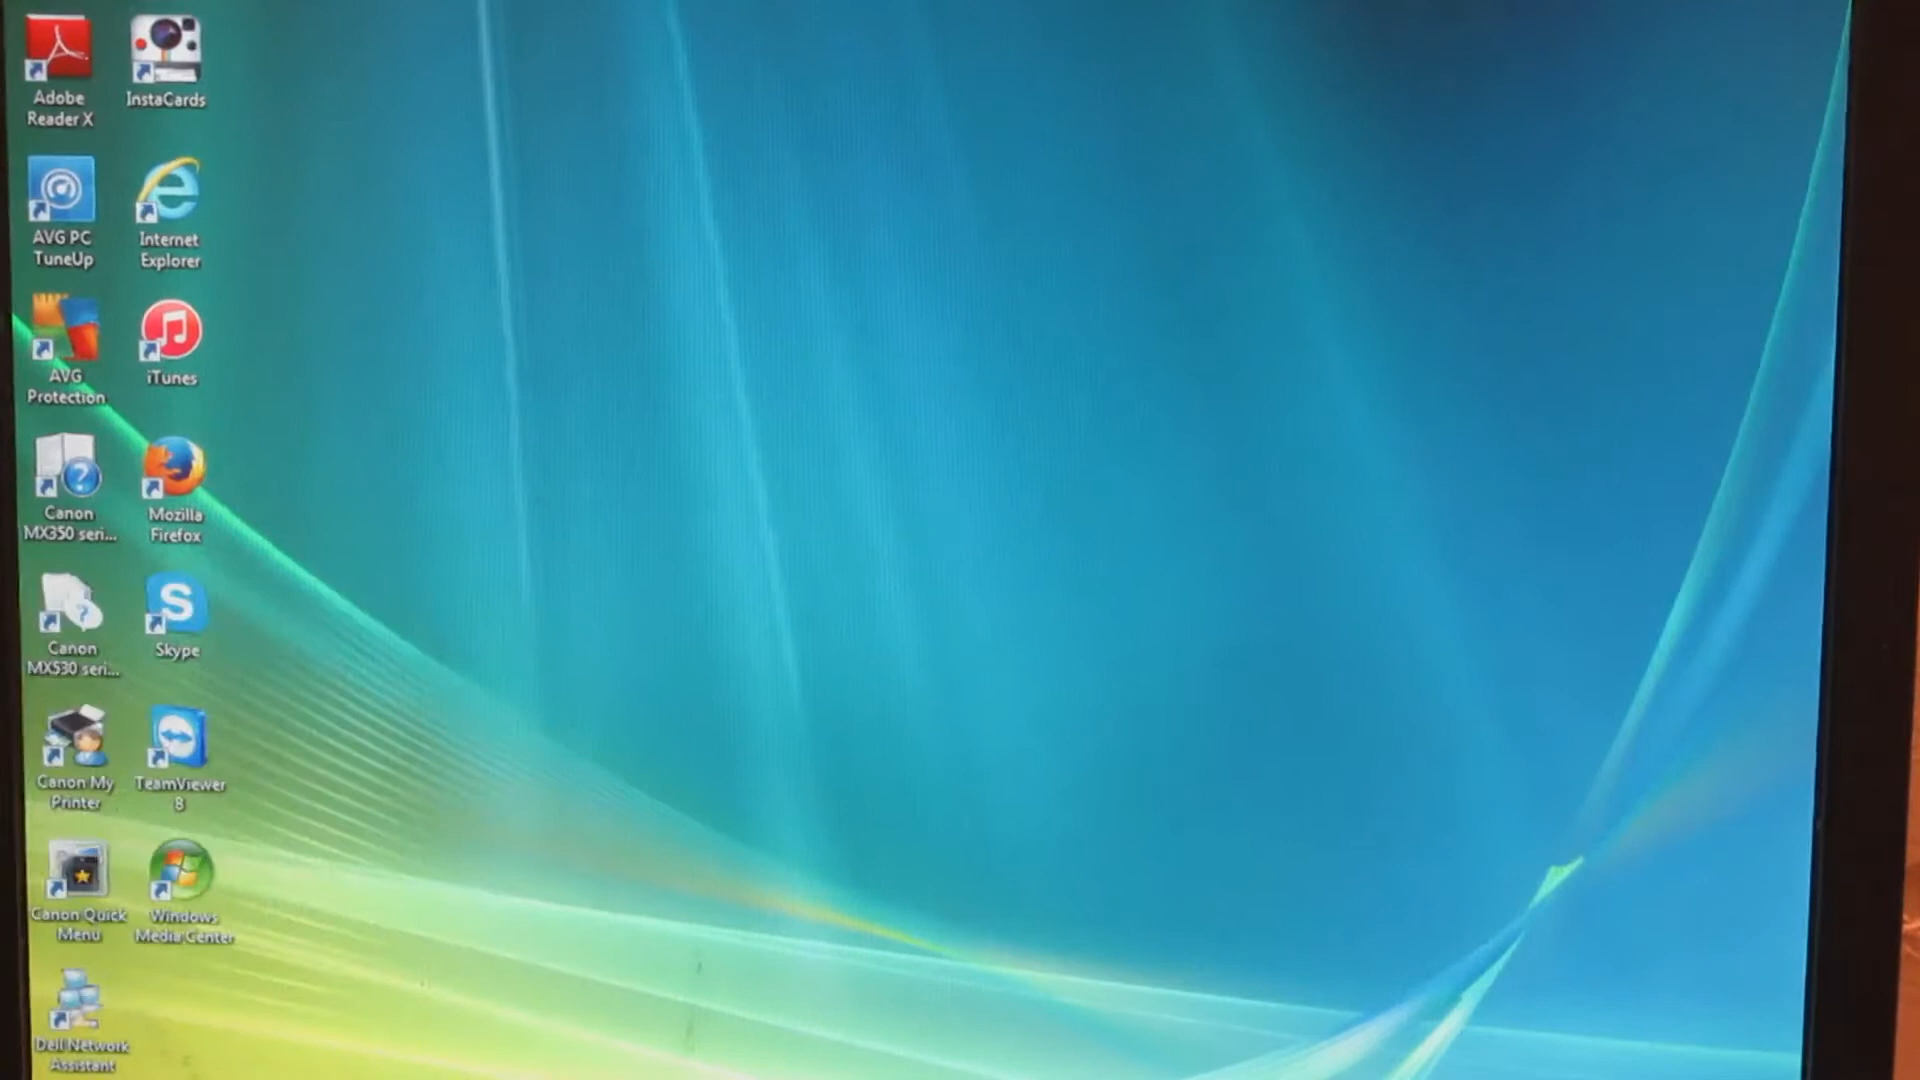 Adobe
Reader X
InstaCards
AVG PC
TuneUp
Internet
Explorer
AVG
Protection
iTunes
Canon
MX350 seri...
Mozilla
Firefox
Canon
MX530 seri...
S
Skype
Canon My
Printer
TeamViewer
8
Canon Quick
Menu
Windows
Media Center
Dell Network
Assistant